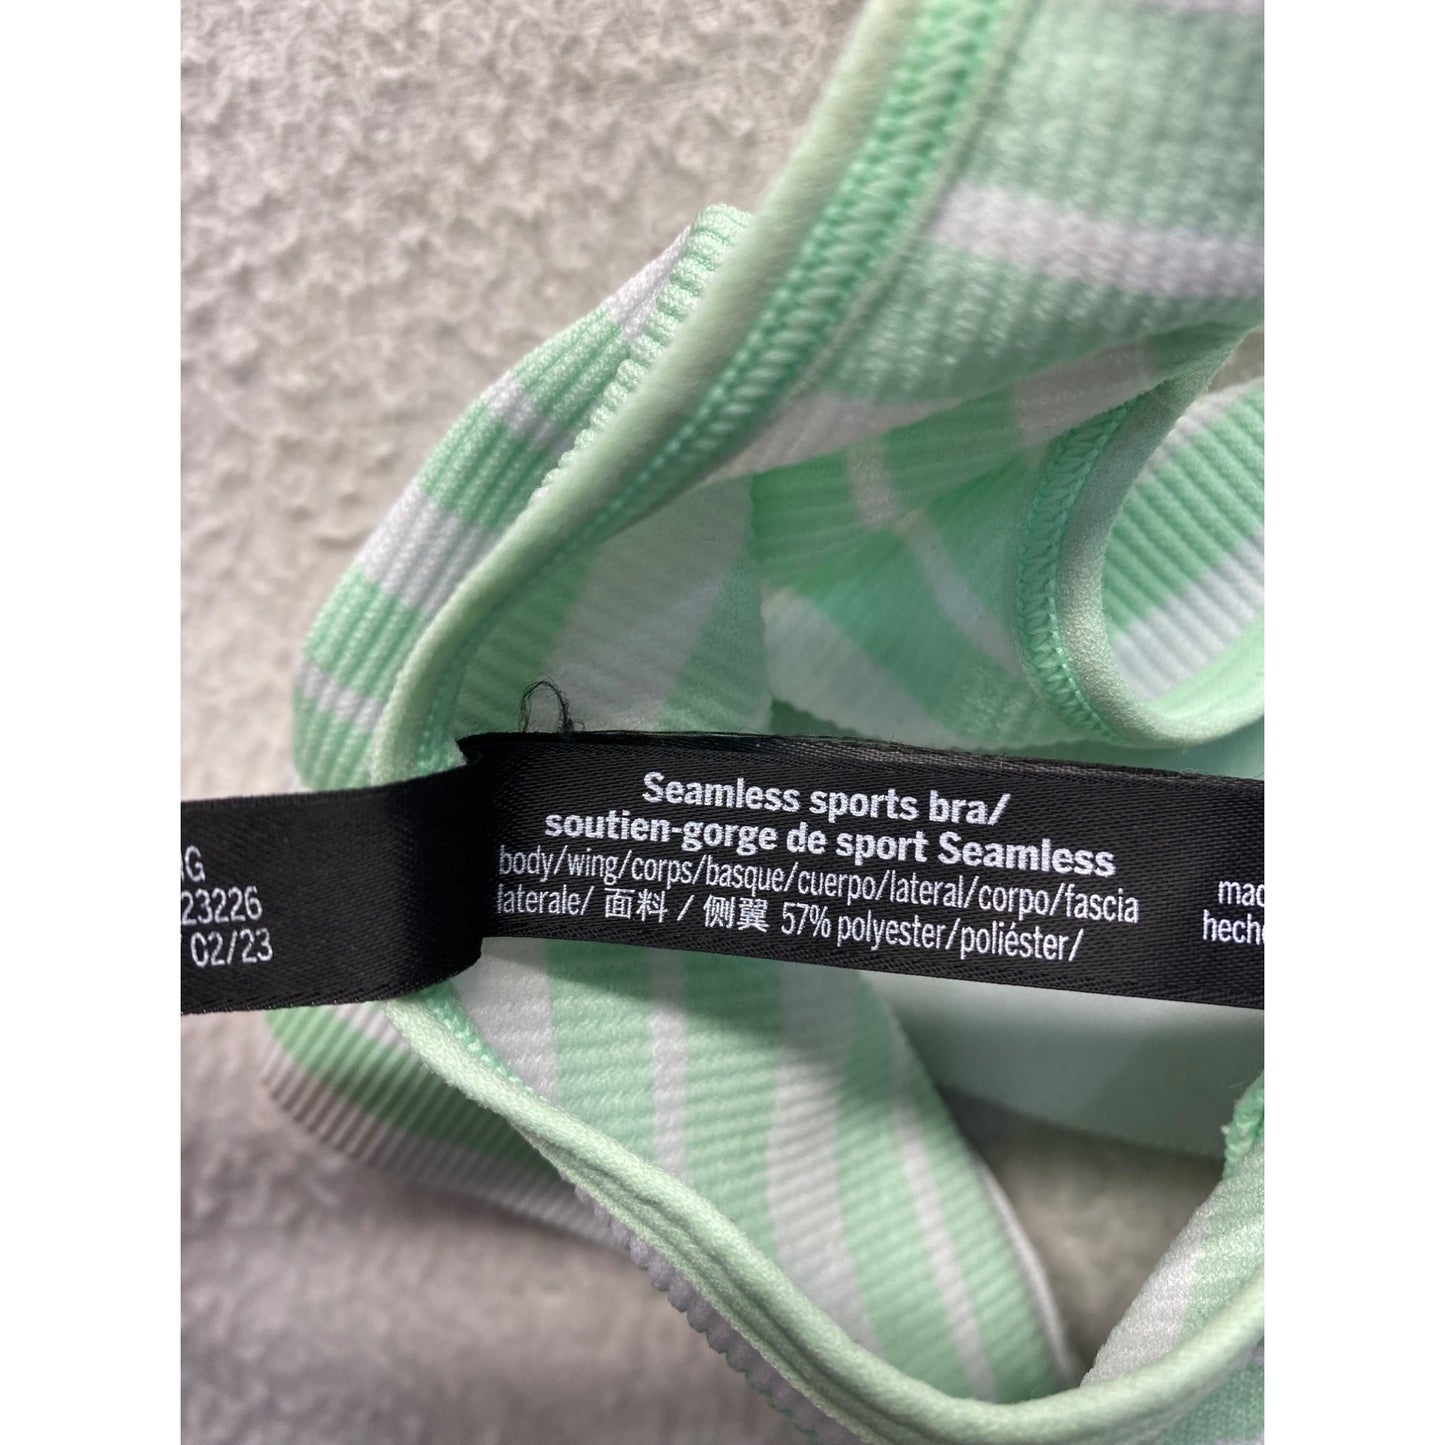 23226
02/23
Seamless sports bra/
soutien-gorge de sport Seamless
body/wing/corps/basque/cuerpo/lateral/corpo/fascia
laterale/ 面料 / 侧翼 57% polyester/poliéster/